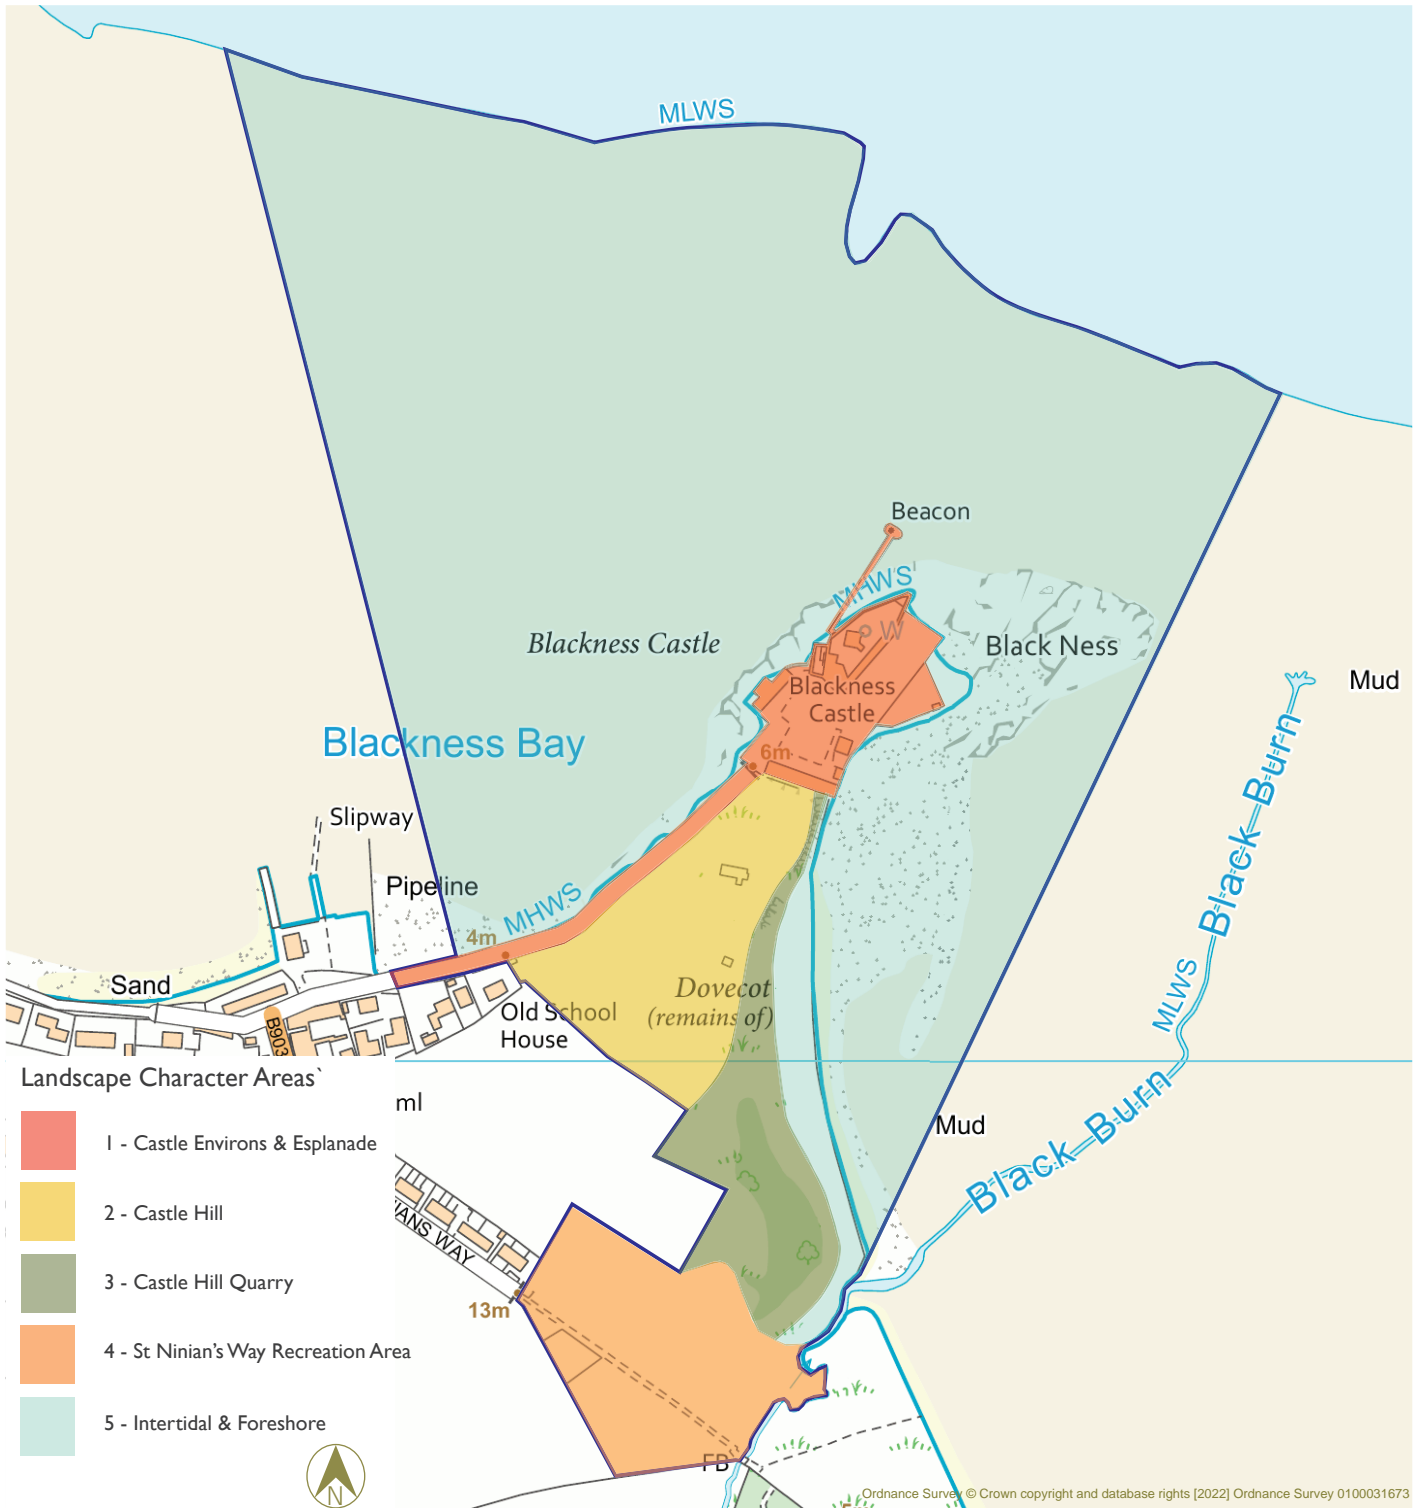 MLWS
Beacon
MHWS
W
Blackness Castle
Black Ness
Blackness
Castle
Mud
Blackness Bay
6m
Black Burn
Slipway
Pipeline
MHWS
4m
Sand
Dovecot
(remains of)
Old School
House
MLWS
B903
Landscape Character Areas`
ml
1 - Castle Environs & Esplanade
Mud
Black Burn
2 - Castle Hill
VANS WAY
3 - Castle Hill Quarry
13m
4 - St Ninian's Way Recreation Area
5 - Intertidal & Foreshore
FB
N
Ordnance Survey © Crown copyright and database rights [2022] Ordnance Survey 0100031673